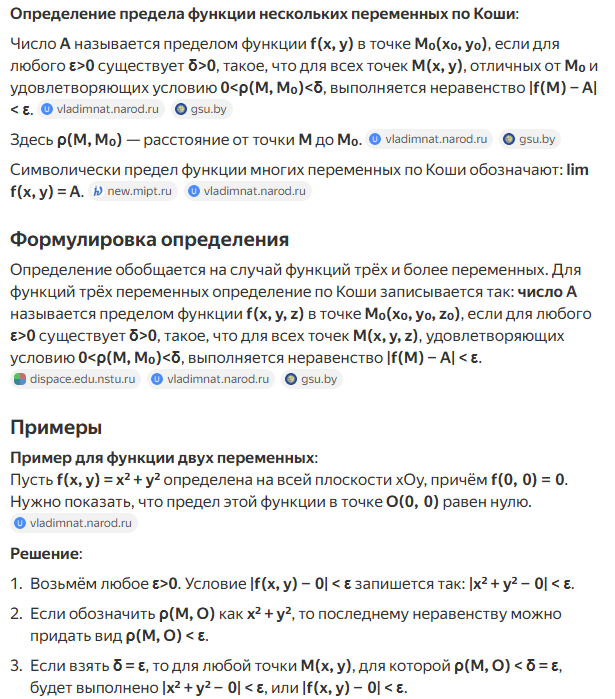 Определение предела функции нескольких переменных по Коши:
Число A называется пределом функции f(x, y) в точке M₀(x₀, y₀), если для
любого ε>0 существует δ>0, такое, что для всех точек M(x, y), отличных от M₀ и
удовлетворяющих условию 0<ρ(M, M₀)<δ, выполняется неравенство |f(M) − A|
< ε. vladimnat.narod.ru gsu.by
Здесь ρ(M, M₀) — расстояние от точки M до M₀. vladimnat.narod.ru gsu.by
Символически предел функции многих переменных по Коши обозначают: lim
f(x, y) = A. new.mipt.ru vladimnat.narod.ru
Формулировка определения
Определение обобщается на случай функций трёх и более переменных. Для
функций трёх переменных определение по Коши записывается так: число A
называется пределом функции f(x, y, z) в точке M₀(x₀, y₀, z₀), если для любого
ε>0 существует δ>0, такое, что для всех точек M(x, y, z), удовлетворяющих
условию 0<ρ(M, M₀)<δ, выполняется неравенство |f(M) − A| < ε.
dispace.edu.nstu.ru vladimnat.narod.ru gsu.by
Примеры
Пример для функции двух переменных:
Пусть f(x, y) = x² + y² определена на всей плоскости xOy, причём f(0, 0) = 0.
Нужно показать, что предел этой функции в точке O(0, 0) равен нулю.
vladimnat.narod.ru
Решение:
1. Возьмём любое ε>0. Условие |f(x, y) − 0| < ε запишется так: |x² + y² − 0| < ε.
2. Если обозначить ρ(M, O) как x² + y², то последнему неравенству можно
придать вид ρ(M, O) < ε.
3. Если взять δ = ε, то для любой точки M(x, y), для которой ρ(M, O) < δ = ε,
будет выполнено |x² + y² − 0| < ε, или |f(x, y) − 0| < ε.